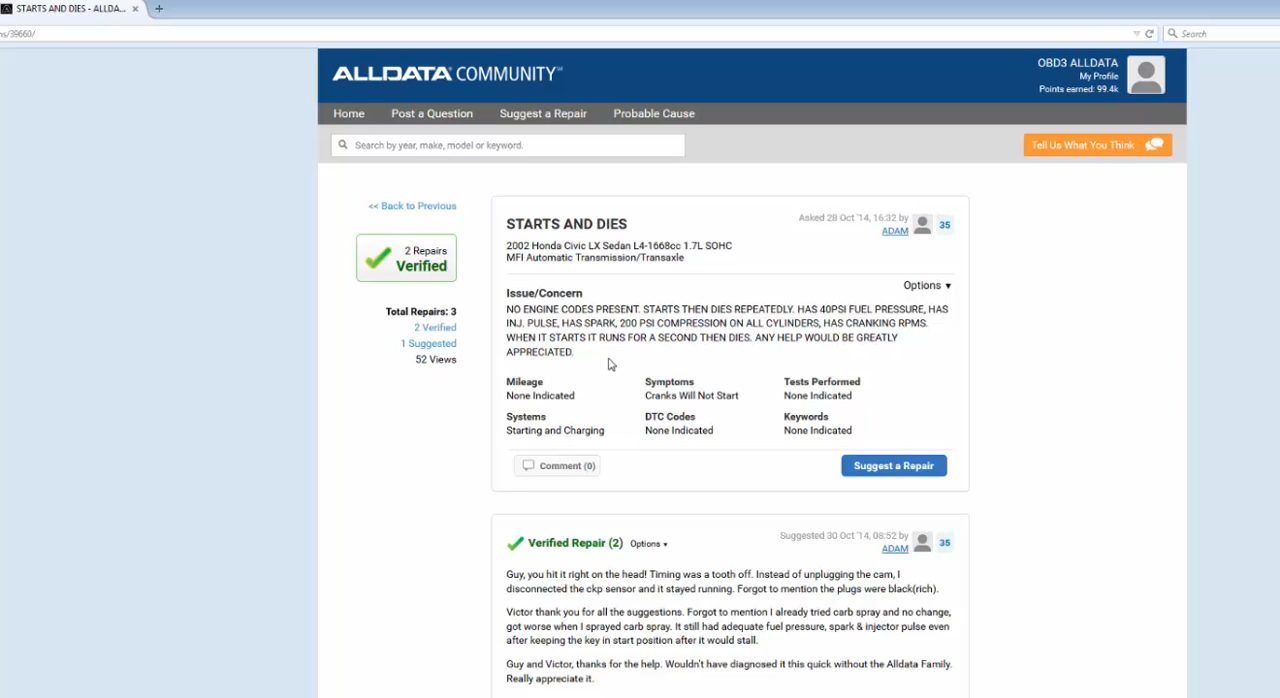 STARTS AND DIES - ALLDA...
ns/39660/
Search
ALLDATA COMMUNITY
OBD3 ALLDATA
My Profile
Points earned: 99.4k
Home Post a Question Suggest a Repair Probable Cause
Search by year, make, model or keyword.
Tell Us What You Think
<< Back to Previous
2 Repairs
Verified
Total Repairs: 3
2 Verified
1 Suggested
52 Views
STARTS AND DIES
Asked 28 Oct '14, 16:32 by
ADAM
35
2002 Honda Civic LX Sedan L4-1668cc 1.7L SOHC
MFI Automatic Transmission/Transaxle
Options
Issue/Concern
NO ENGINE CODES PRESENT. STARTS THEN DIES REPEATEDLY. HAS 40PSI FUEL PRESSURE, HAS
INJ. PULSE, HAS SPARK, 200 PSI COMPRESSION ON ALL CYLINDERS, HAS CRANKING RPMS.
WHEN IT STARTS IT RUNS FOR A SECOND THEN DIES. ANY HELP WOULD BE GREATLY
APPRECIATED.
Mileage Symptoms Tests Performed
None Indicated Cranks Will Not Start None Indicated
Systems DTC Codes Keywords
Starting and Charging None Indicated None Indicated
Comment (0)
Suggest a Repair
Verified Repair (2) Options
Suggested 30 Oct '14, 08:52 by
ADAM
35
Guy, you hit it right on the head! Timing was a tooth off. Instead of unplugging the cam, I
disconnected the ckp sensor and it stayed running. Forgot to mention the plugs were black(rich).
Victor thank you for all the suggestions. Forgot to mention I already tried carb spray and no change,
got worse when I sprayed carb spray. It still had adequate fuel pressure, spark & injector pulse even
after keeping the key in start position after it would stall.
Guy and Victor, thanks for the help. Wouldn't have diagnosed it this quick without the Alldata Family.
Really appreciate it.